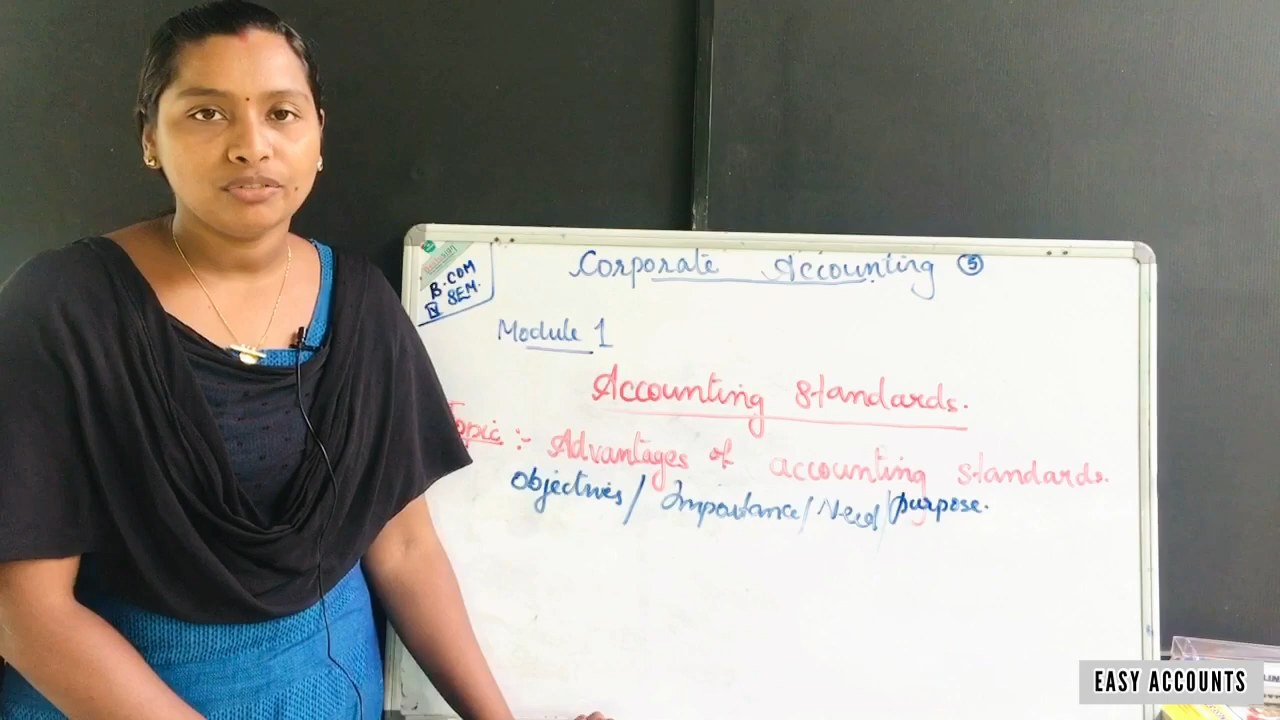 Corporate Accounting 5
B.COM
IV SEM.
Module 1
Accounting Standards.
Topic :- Advantages of accounting standards.
Objectives/ Importance/ Need/ purpose.
EASY ACCOUNTS